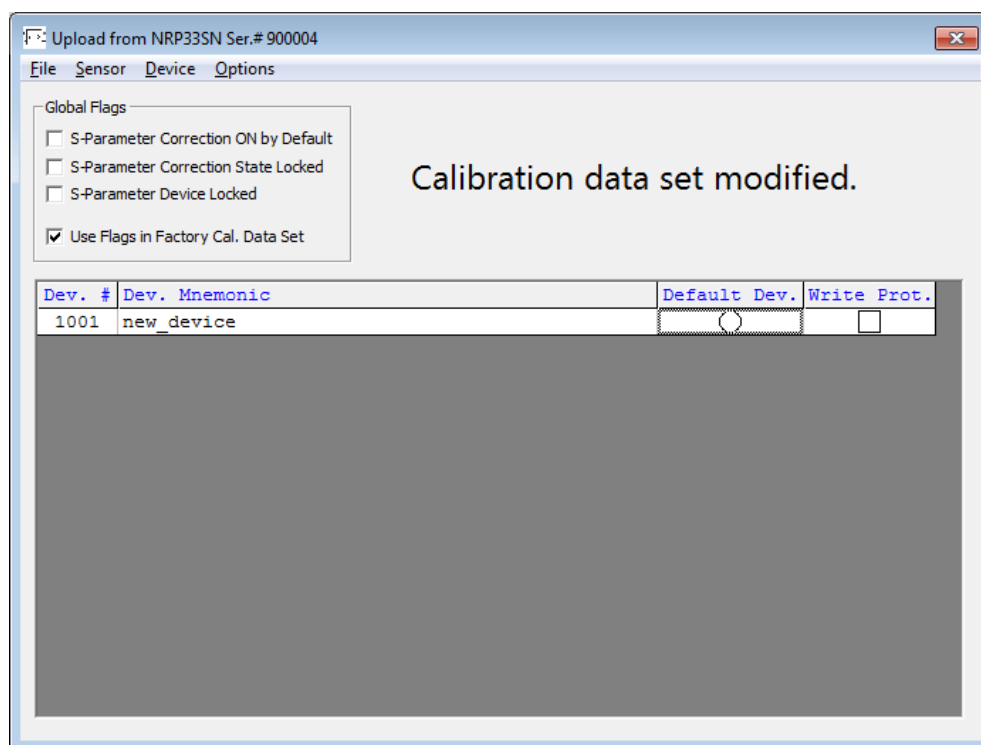 Upload from NRP33SN Ser.# 900004
File Sensor Device Options
Global Flags
S-Parameter Correction ON by Default
S-Parameter Correction State Locked
S-Parameter Device Locked
Use Flags in Factory Cal. Data Set
Calibration data set modified.
Dev. # Dev. Mnemonic Default Dev. Write Prot.
1001 new_device